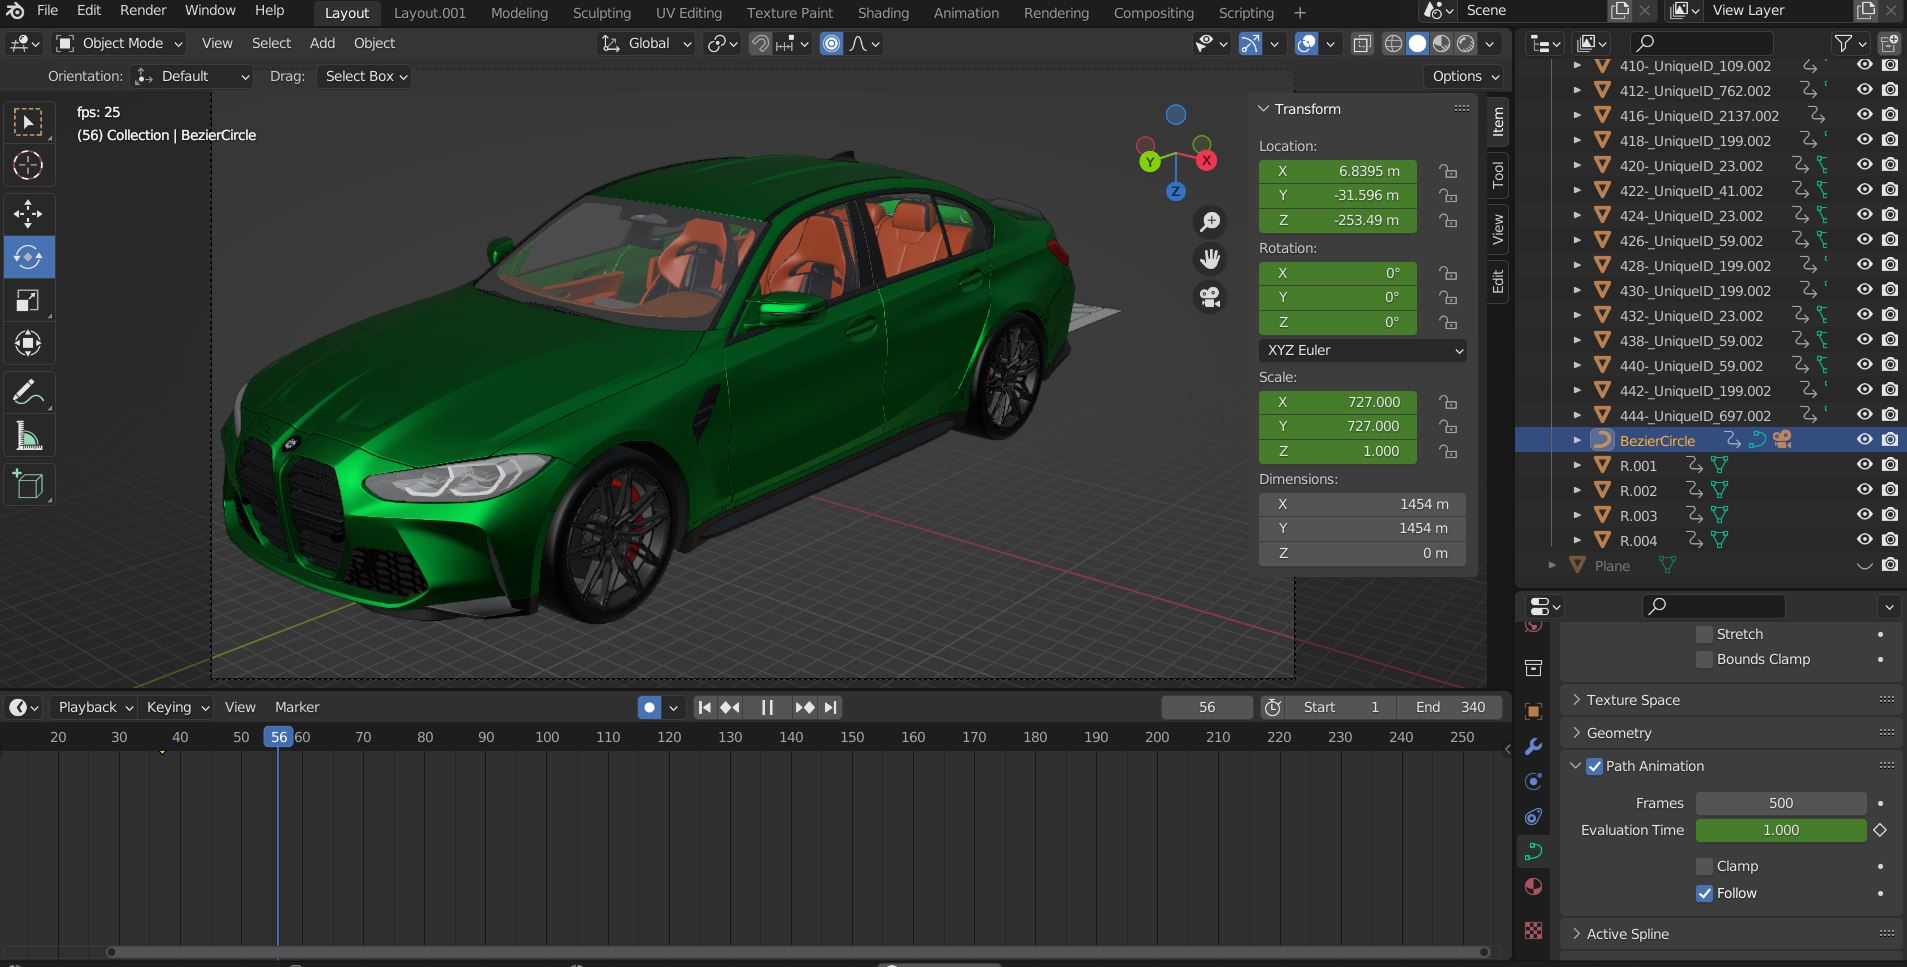 File Edit Render Window Help
Layout Layout.001 Modeling Sculpting UV Editing Texture Paint Shading Animation Rendering Compositing Scripting +
Scene
View Layer
Object Mode View Select Add Object
Global
Orientation: Default Drag: Select Box
Options
fps: 25
(56) Collection | BezierCircle
Y X
Z
Transform
Location:
X 6.8395 m
Y -31.596 m
Z -253.49 m
Rotation:
X 0°
Y 0°
Z 0°
XYZ Euler
Scale:
X 727.000
Y 727.000
Z 1.000
Dimensions:
X 1454 m
Y 1454 m
Z 0 m
Item
Tool
View
Edit
410-_UniqueID_109.002
412-_UniqueID_762.002
416-_UniqueID_2137.002
418-_UniqueID_199.002
420-_UniqueID_23.002
422-_UniqueID_41.002
424-_UniqueID_23.002
426-_UniqueID_59.002
428-_UniqueID_199.002
430-_UniqueID_199.002
432-_UniqueID_23.002
438-_UniqueID_59.002
440-_UniqueID_59.002
442-_UniqueID_199.002
444-_UniqueID_697.002
BezierCircle
R.001
R.002
R.003
R.004
Plane
Stretch
Bounds Clamp
Texture Space
Geometry
Path Animation
Frames 500
Evaluation Time 1.000
Clamp
Follow
Active Spline
Playback Keying View Marker
56
Start 1 End 340
20 30 40 50 56 60 70 80 90 100 110 120 130 140 150 160 170 180 190 200 210 220 230 240 250